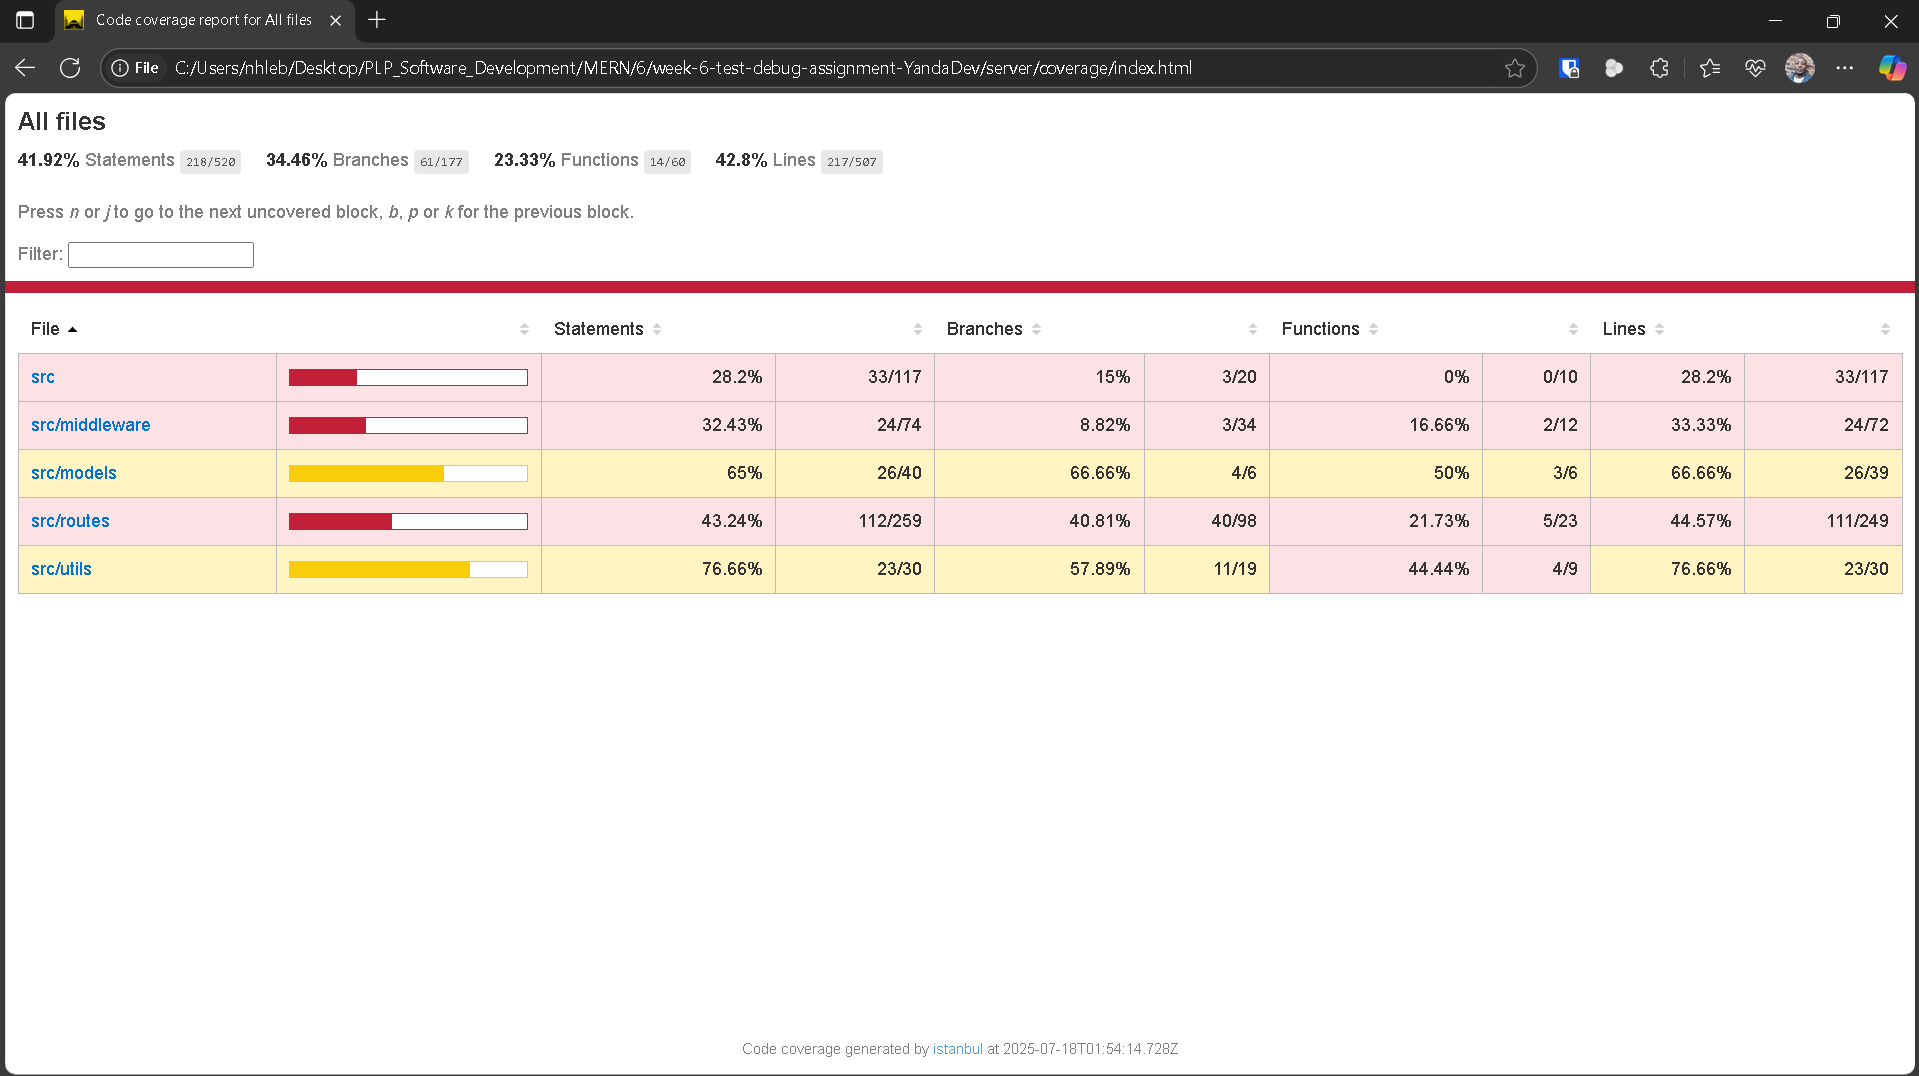 Code coverage report for All files
File C:/Users/nhleb/Desktop/PLP_Software_Development/MERN/6/week-6-test-debug-assignment-YandaDev/server/coverage/index.html
All files
41.92% Statements 218/520 34.46% Branches 61/177 23.33% Functions 14/60 42.8% Lines 217/507
Press n or j to go to the next uncovered block, b, p or k for the previous block.
Filter:
File Statements Branches Functions Lines
src 28.2% 33/117 15% 3/20 0% 0/10 28.2% 33/117
src/middleware 32.43% 24/74 8.82% 3/34 16.66% 2/12 33.33% 24/72
src/models 65% 26/40 66.66% 4/6 50% 3/6 66.66% 26/39
src/routes 43.24% 112/259 40.81% 40/98 21.73% 5/23 44.57% 111/249
src/utils 76.66% 23/30 57.89% 11/19 44.44% 4/9 76.66% 23/30
Code coverage generated by istanbul at 2025-07-18T01:54:14.728Z